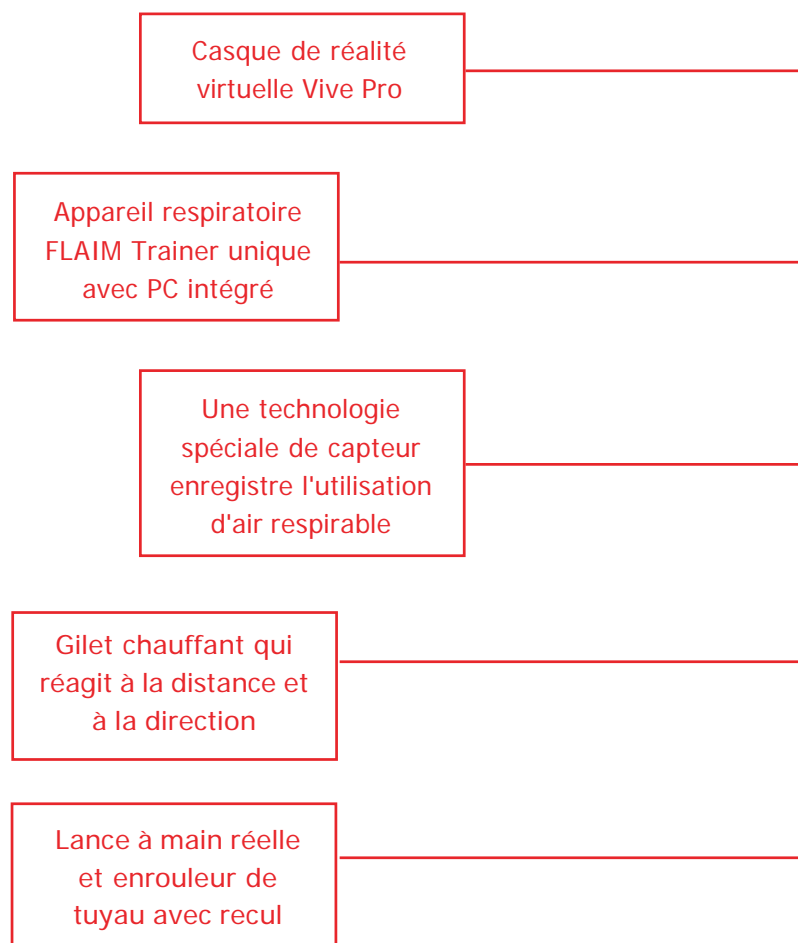 Casque de réalité
virtuelle Vive Pro
Appareil respiratoire
FLAIM Trainer unique
avec PC intégré
Une technologie
spéciale de capteur
enregistre l'utilisation
d'air respirable
Gilet chauffant qui
réagit à la distance et
à la direction
Lance à main réelle
et enrouleur de
tuyau avec recul